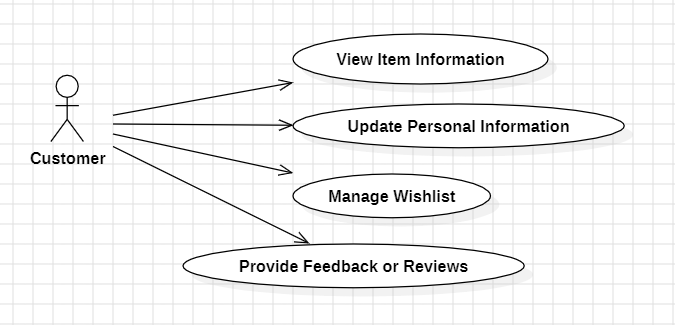 View Item Information
Update Personal Information
Customer
Manage Wishlist
Provide Feedback or Reviews